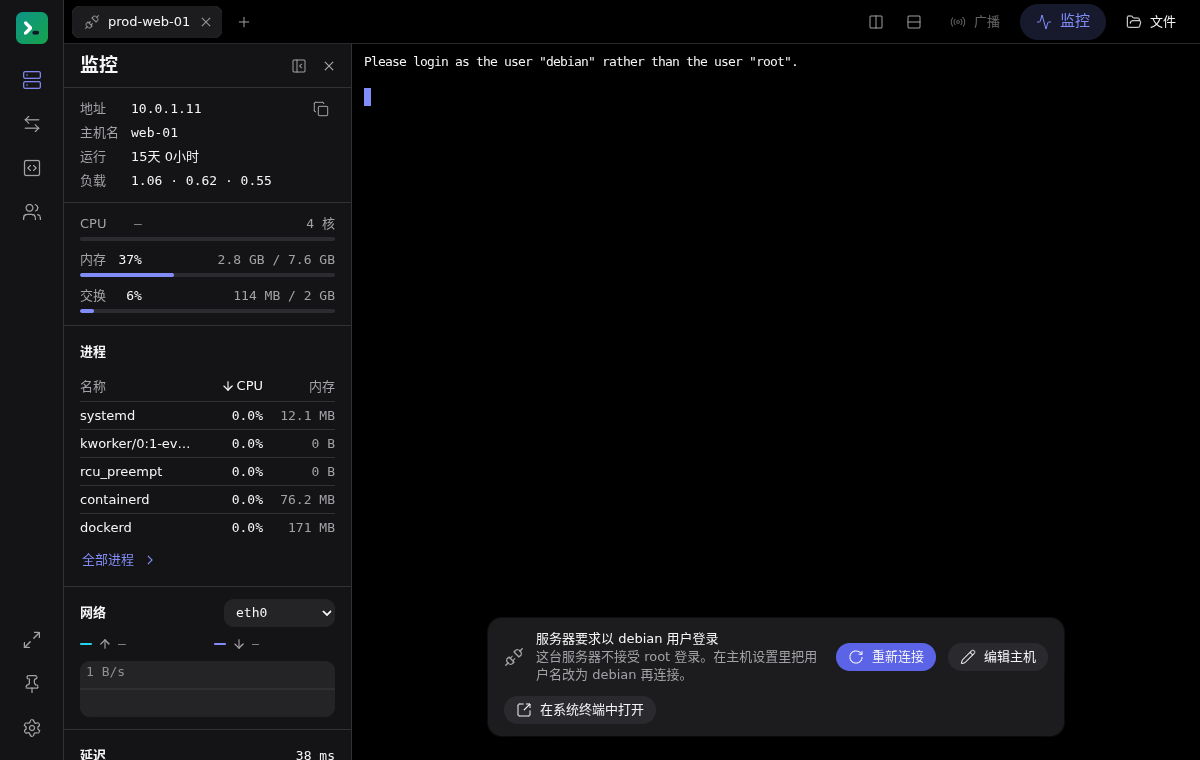 prod-web-01
广播
监控
文件
监控
地址 10.0.1.11
主机名 web-01
运行 15天 0小时
负载 1.06 · 0.62 · 0.55
CPU — 4 核
内存 37% 2.8 GB / 7.6 GB
交换 6% 114 MB / 2 GB
进程
名称 CPU 内存
systemd 0.0% 12.1 MB
kworker/0:1-ev… 0.0% 0 B
rcu_preempt 0.0% 0 B
containerd 0.0% 76.2 MB
dockerd 0.0% 171 MB
全部进程
网络 eth0
— —
1 B/s
延迟 38 ms
Please login as the user "debian" rather than the user "root".
服务器要求以 debian 用户登录
这台服务器不接受 root 登录。在主机设置里把用
户名改为 debian 再连接。
重新连接
编辑主机
在系统终端中打开